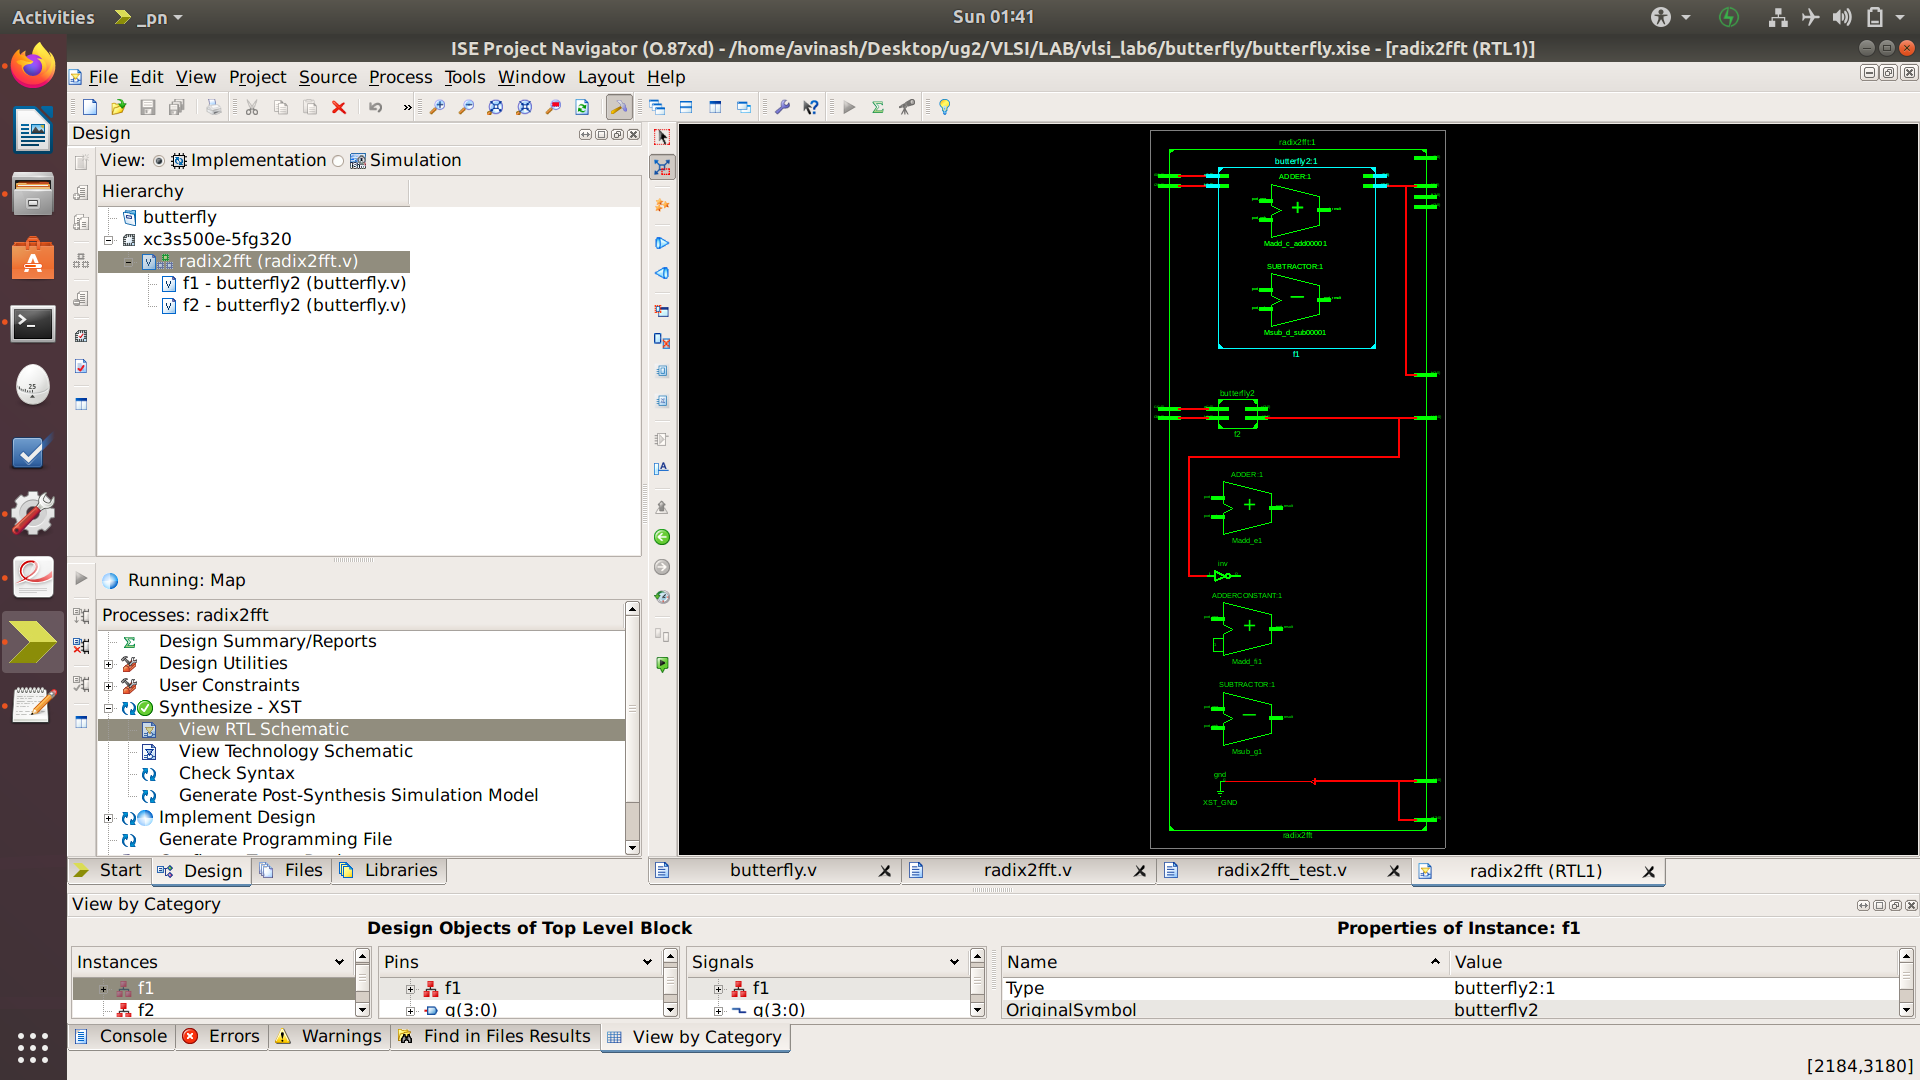 Activities
_pn
Sun 01:41
ISE Project Navigator (O.87xd) - /home/avinash/Desktop/ug2/VLSI/LAB/vlsi_lab6/butterfly/butterfly.xise - [radix2fft (RTL1)]
File Edit View Project Source Process Tools Window Layout Help
Design
View: Implementation Simulation
Hierarchy
butterfly
xc3s500e-5fg320
radix2fft (radix2fft.v)
f1 - butterfly2 (butterfly.v)
f2 - butterfly2 (butterfly.v)
Running: Map
Processes: radix2fft
Design Summary/Reports
Design Utilities
User Constraints
Synthesize - XST
View RTL Schematic
View Technology Schematic
Check Syntax
Generate Post-Synthesis Simulation Model
Implement Design
Generate Programming File
Start Design Files Libraries
radix2fft:1
butterfly2:1
ADDER:1
Madd_c_add00001
SUBTRACTOR:1
Msub_d_sub00001
f1
butterfly2
f2
ADDER:1
Madd_e1
inv
ADDERCONSTANT:1
Madd_fi1
SUBTRACTOR:1
Msub_g1
gnd
XST_GND
radix2fft
butterfly.v radix2fft.v radix2fft_test.v radix2fft (RTL1)
View by Category
Design Objects of Top Level Block
Properties of Instance: f1
Instances Pins Signals Name Value
f1 f1 f1 Type butterfly2:1
f2 g(3:0) g(3:0) OriginalSymbol butterfly2
Console Errors Warnings Find in Files Results View by Category
[2184,3180]
25